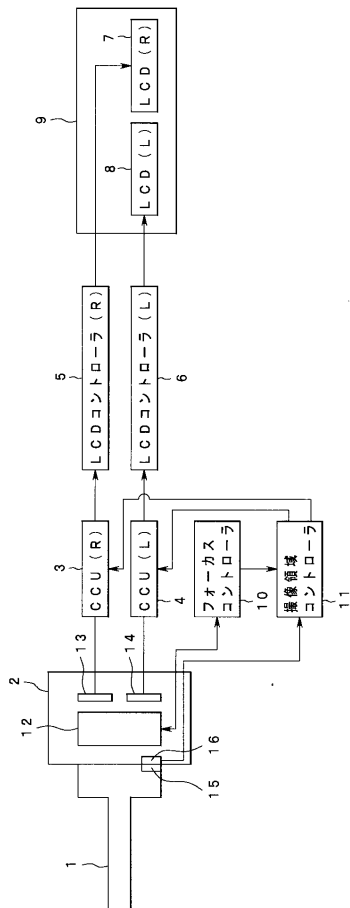 1
2
12
13
14
15
16
3
CCU(R)
CCU(L)
4
フォーカス
コントローラ
10
撮像領域
コントローラ
11
5
LCDコントローラ(R)
LCDコントローラ(L)
6
9
7
LCD(R)
8
LCD(L)